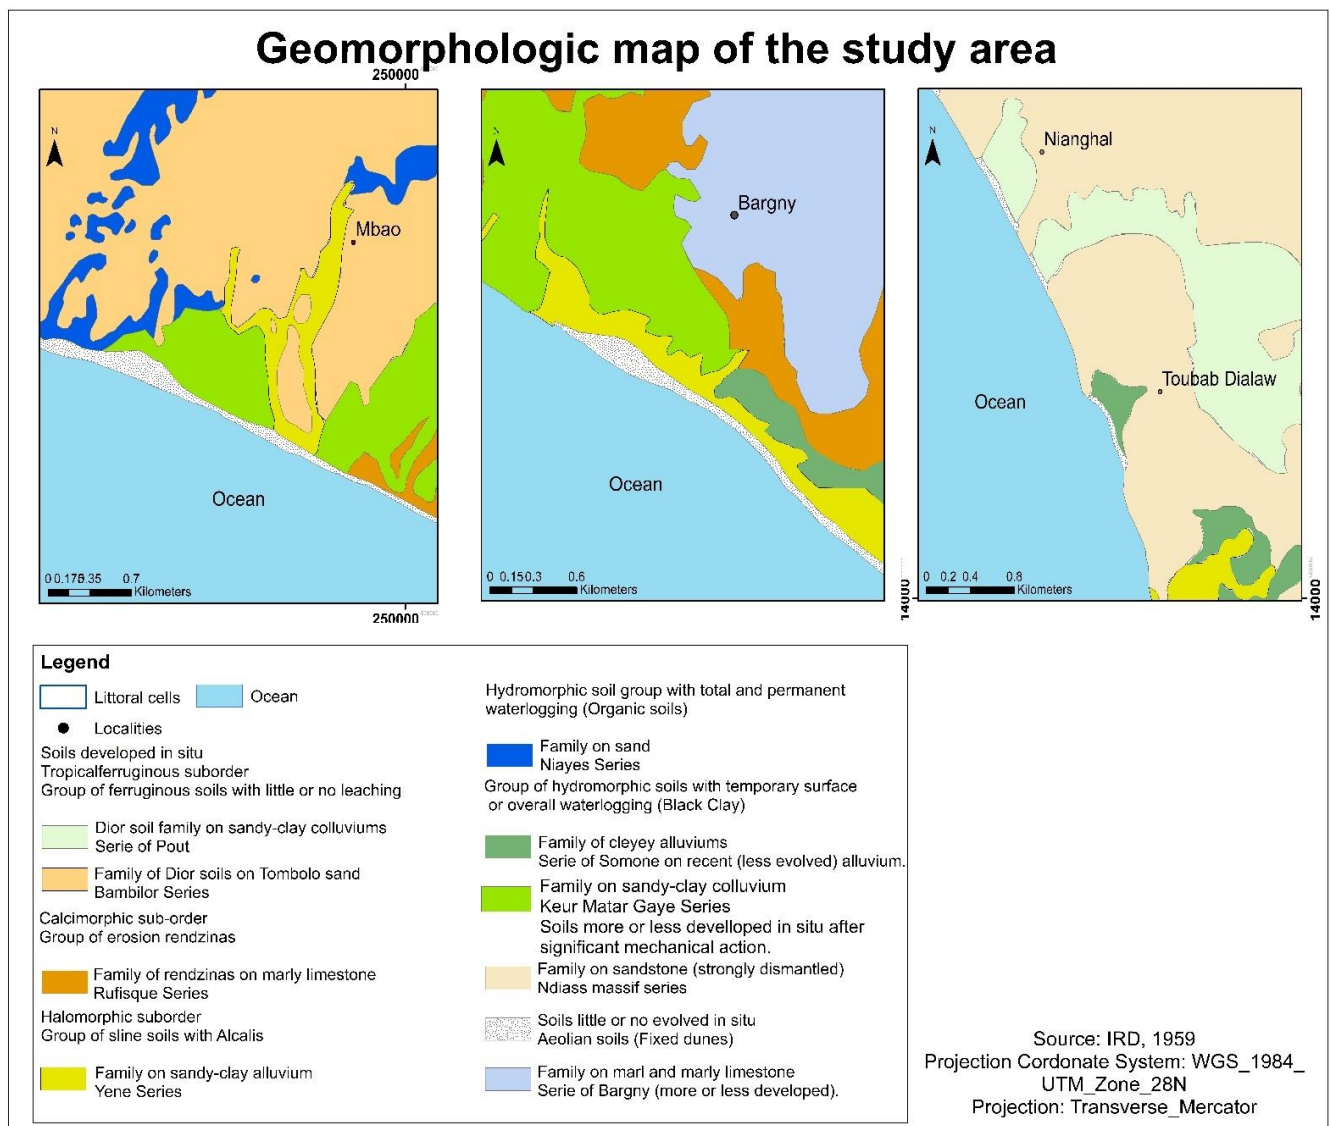 Geomorphologic map of the study area
250000
N
Mbao
Ocean
0 0.175 0.35 0.7
Kilometers
250000
N
Bargny
Ocean
0 0.15 0.3 0.6
Kilometers
14000
N
Nianghal
Toubab Dialaw
Ocean
0 0.2 0.4 0.8
Kilometers
14000
Legend
Littoral cells
Ocean
Localities
Soils developed in situ
Tropicalferruginous suborder
Group of ferruginous soils with little or no leaching
Dior soil family on sandy-clay colluviums
Serie of Pout
Family of Dior soils on Tombolo sand
Bambilor Series
Calcimorphic sub-order
Group of erosion rendzinas
Family of rendzinas on marly limestone
Rufisque Series
Halomorphic suborder
Group of sline soils with Alcalis
Family on sandy-clay alluvium
Yene Series
Hydromorphic soil group with total and permanent
waterlogging (Organic soils)
Family on sand
Niayes Series
Group of hydromorphic soils with temporary surface
or overall waterlogging (Black Clay)
Family of cleyey alluviums
Serie of Somone on recent (less evolved) alluvium.
Family on sandy-clay colluvium
Keur Matar Gaye Series
Soils more or less develloped in situ after
significant mechanical action.
Family on sandstone (strongly dismantled)
Ndiass massif series
Soils little or no evolved in situ
Aeolian soils (Fixed dunes)
Family on marl and marly limestone
Serie of Bargny (more or less developed).
Source: IRD, 1959
Projection Cordonate System: WGS_1984_
UTM_Zone_28N
Projection: Transverse_Mercator